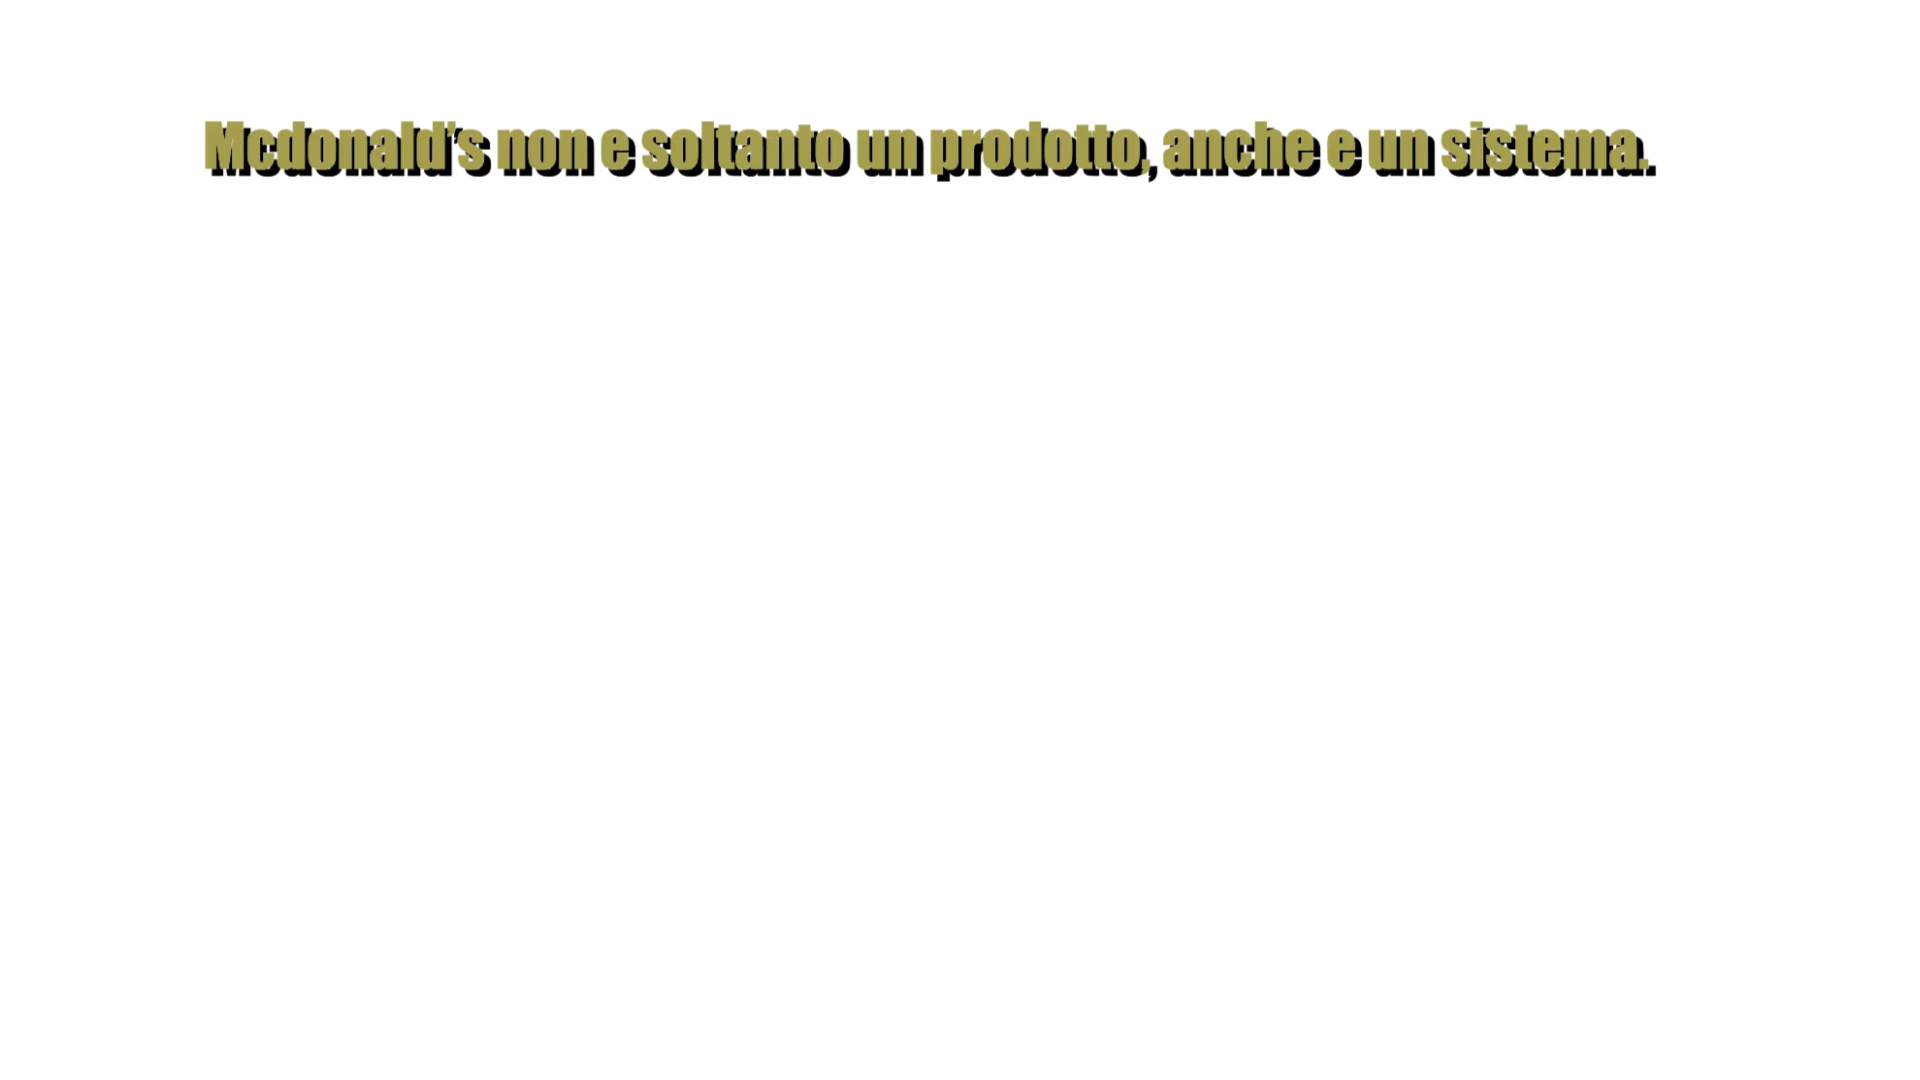 Mcdonald's non e soltanto un prodotto, anche e un sistema.